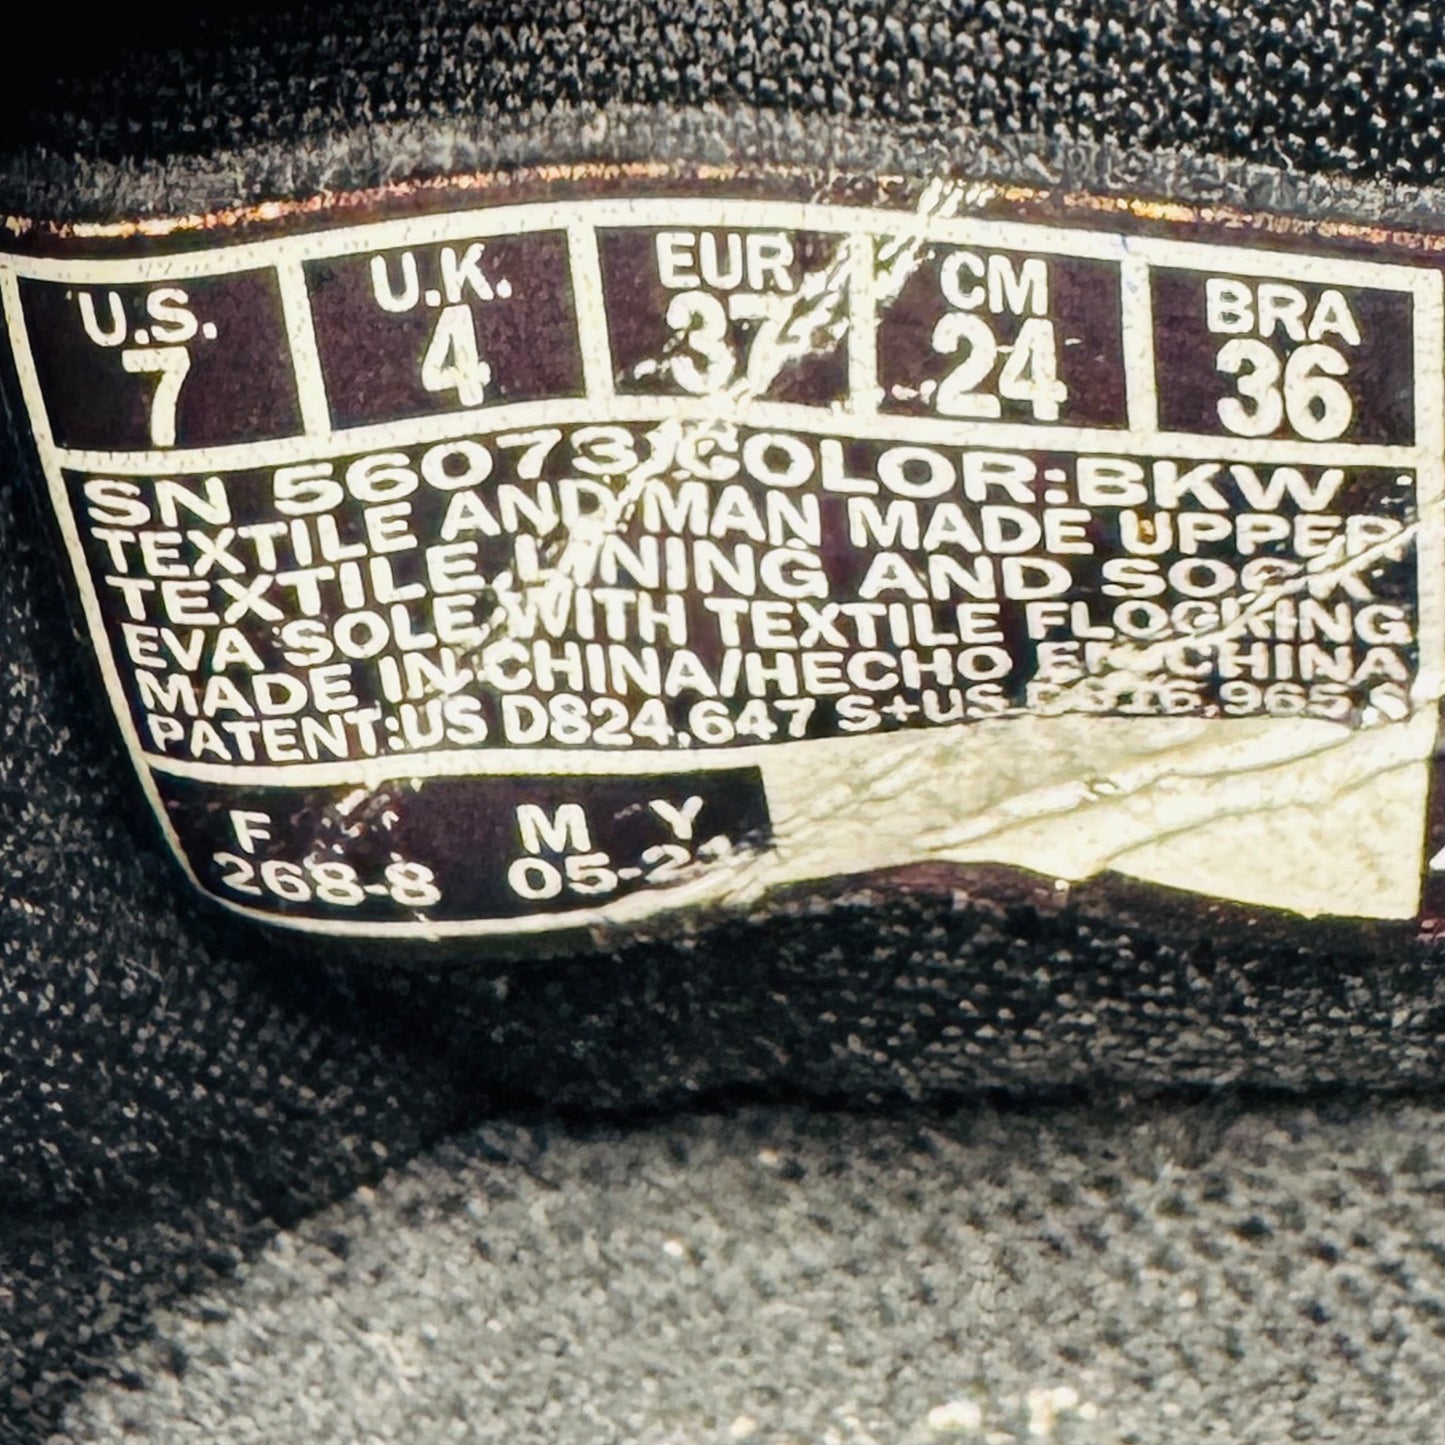 U.S. U.K. EUR CM BRA
7 4 37 24 36
SN 56073/COLOR:BKW
TEXTILE AND MAN MADE UPPER
TEXTILE LINING AND SOCK
EVA SOLE WITH TEXTILE FLOCKING
MADE IN CHINA/HECHO EN CHINA
PATENT:US D824,647 S+US
F M Y
268-8